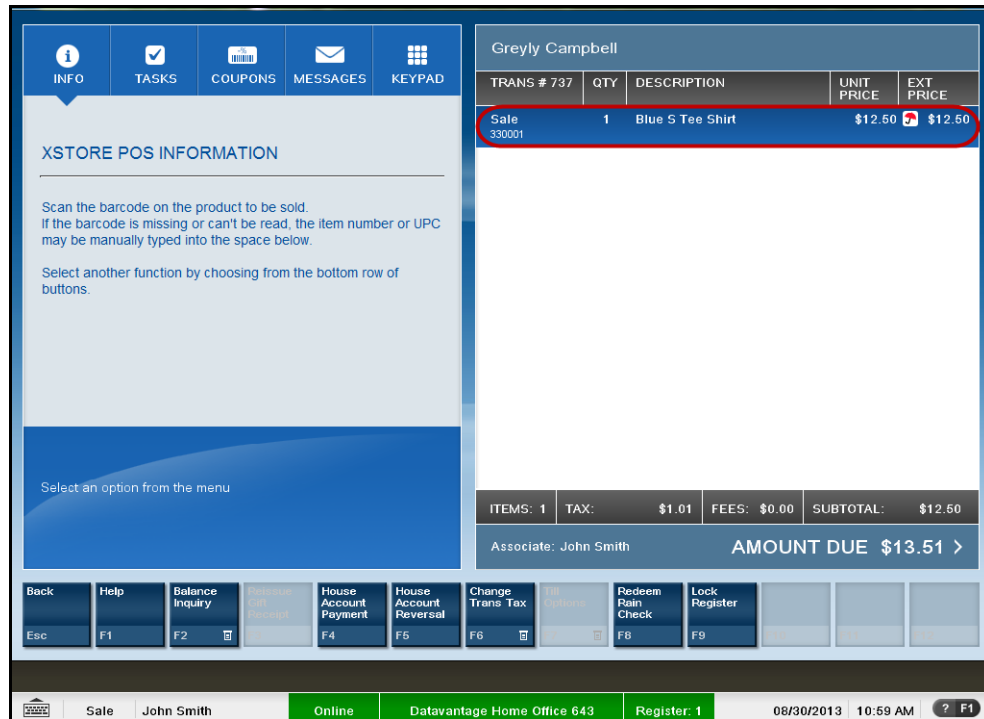 INFO
TASKS
COUPONS
MESSAGES
KEYPAD
XSTORE POS INFORMATION
Scan the barcode on the product to be sold.
If the barcode is missing or can't be read, the item number or UPC
may be manually typed into the space below.
Select another function by choosing from the bottom row of
buttons.
Select an option from the menu
Greyly Campbell
TRANS # 737 QTY DESCRIPTION UNIT PRICE EXT PRICE
Sale 1 Blue S Tee Shirt $12.50 $12.50
330001
ITEMS: 1 TAX: $1.01 FEES: $0.00 SUBTOTAL: $12.50
Associate: John Smith AMOUNT DUE $13.51 >
Back Esc
Help F1
Balance Inquiry F2
Reissue Gift Receipt
House Account Payment F4
House Account Reversal F5
Change Trans Tax F6
Till Options
Redeem Rain Check F8
Lock Register F9
Sale John Smith Online Datavantage Home Office 643 Register: 1 08/30/2013 10:59 AM ? F1